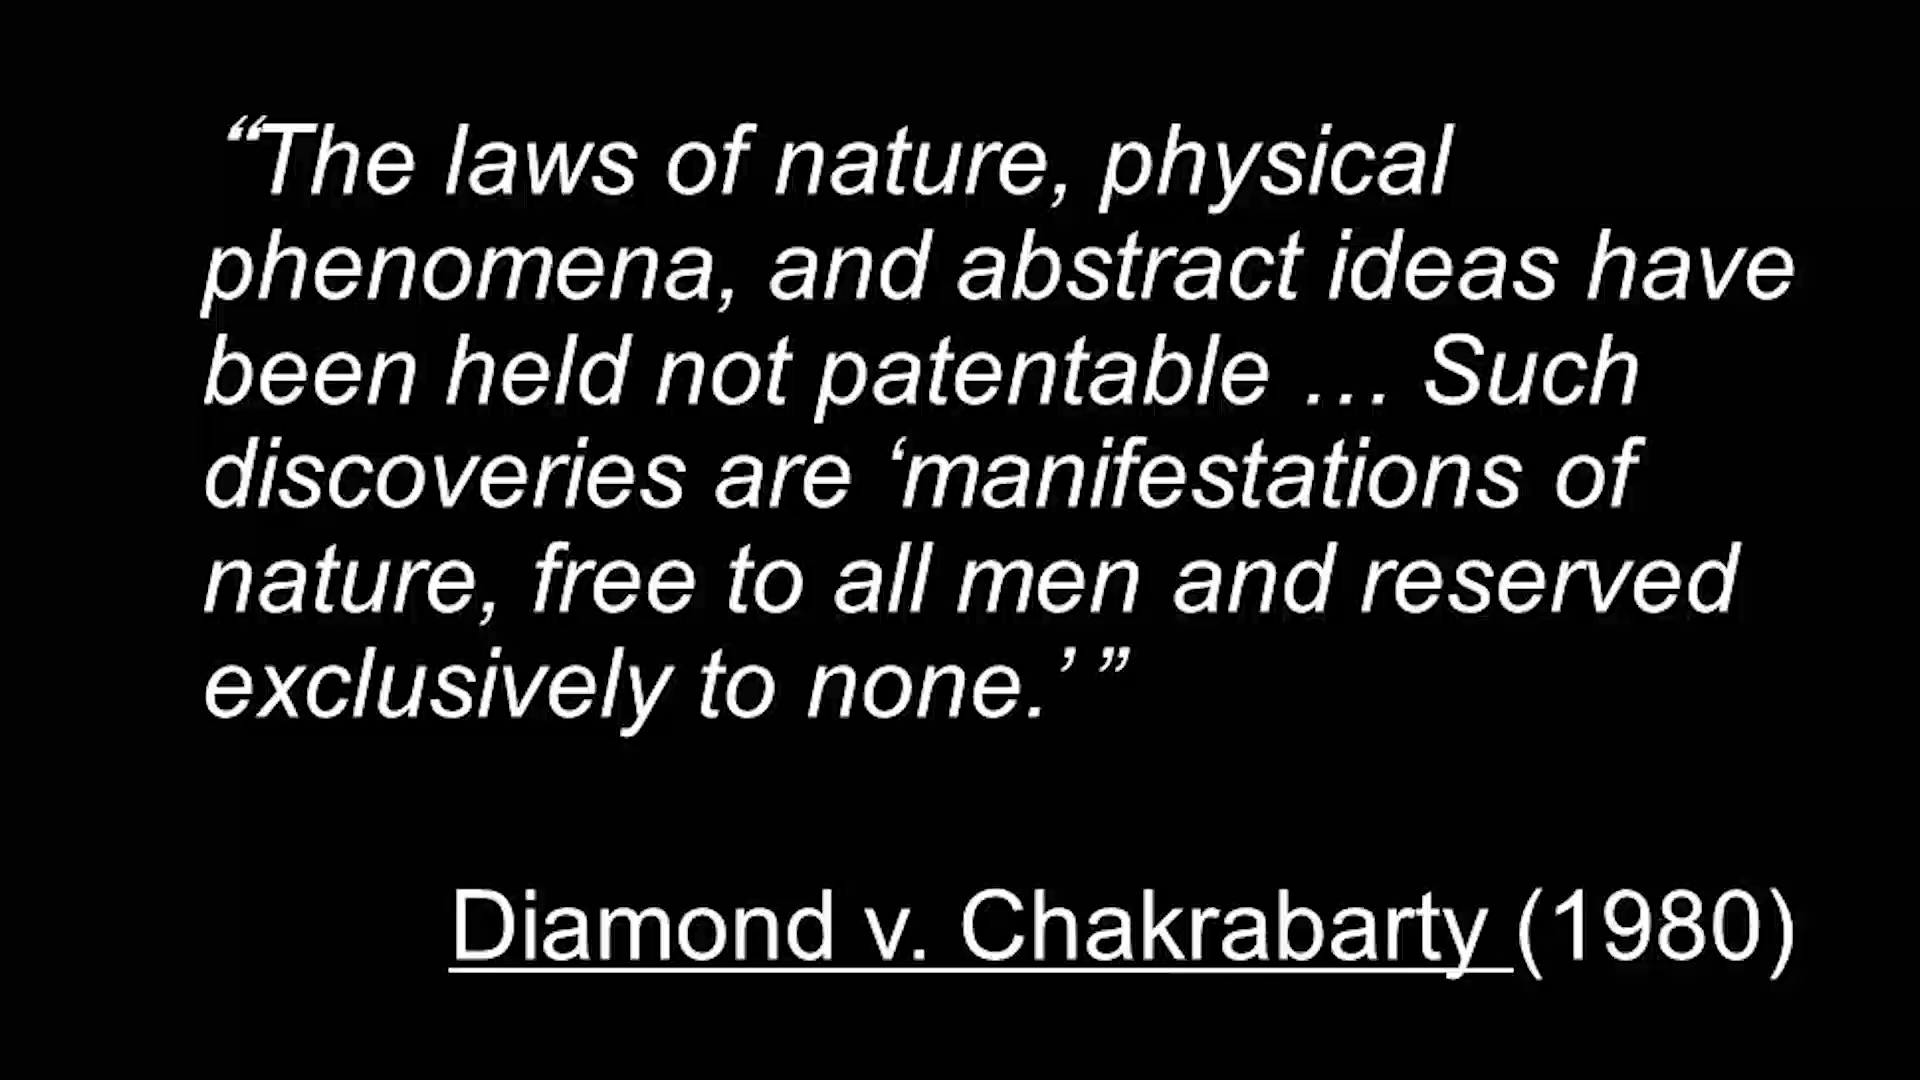 “The laws of nature, physical
phenomena, and abstract ideas have
been held not patentable … Such
discoveries are ‘manifestations of
nature, free to all men and reserved
exclusively to none.’ ”
Diamond v. Chakrabarty (1980)